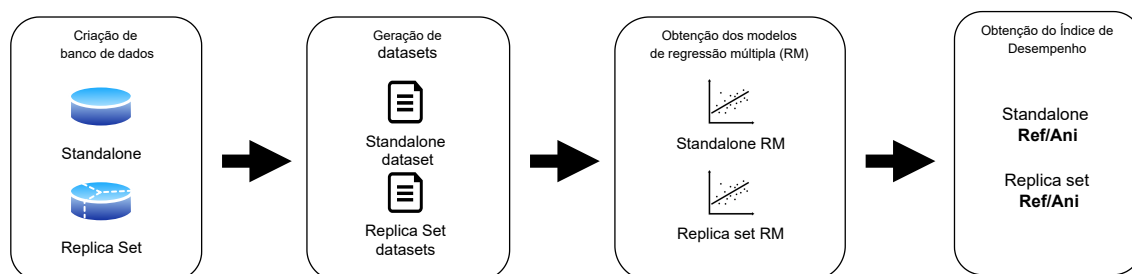 Criação de
banco de dados
Standalone
Replica Set
Geração de
datasets
Standalone
dataset
Replica Set
datasets
Obtenção dos modelos
de regressão múltipla (RM)
Standalone RM
Replica set RM
Obtenção do Índice de
Desempenho
Standalone
Ref/Ani
Replica set
Ref/Ani